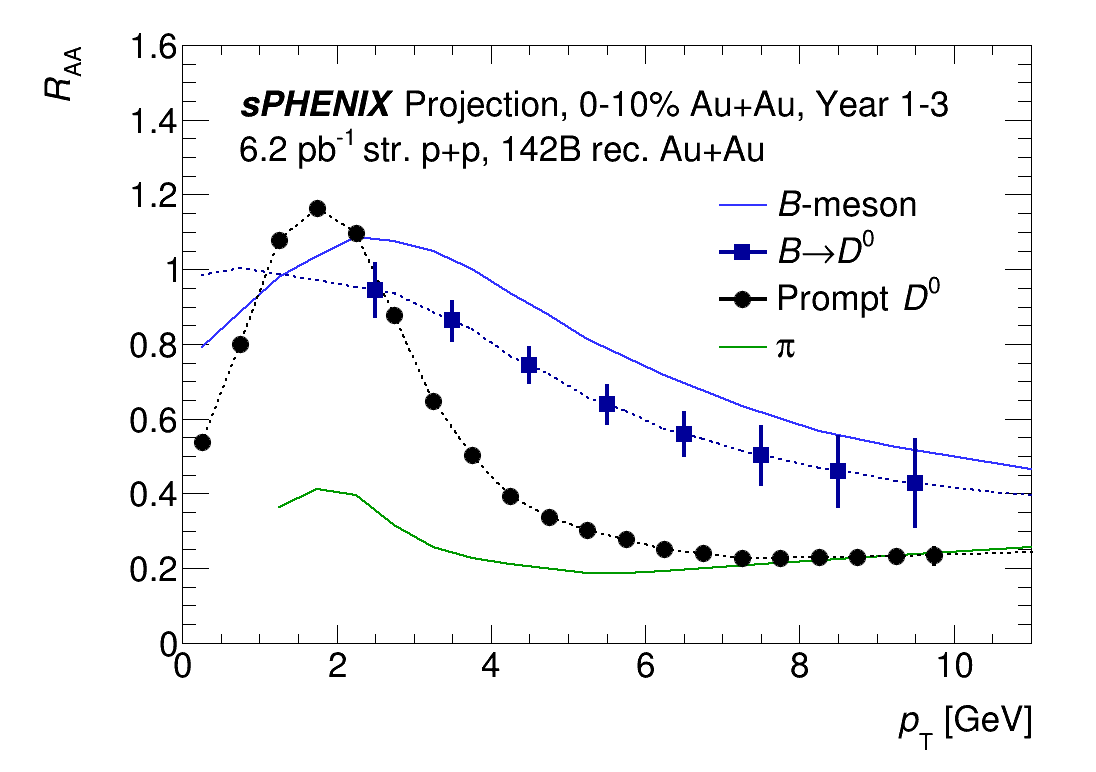 R_AA
1.6
1.4
1.2
1
0.8
0.6
0.4
0.2
0
sPHENIX Projection, 0-10% Au+Au, Year 1-3
6.2 pb⁻¹ str. p+p, 142B rec. Au+Au
B-meson
B→D⁰
Prompt D⁰
π
0 2 4 6 8 10
p_T [GeV]